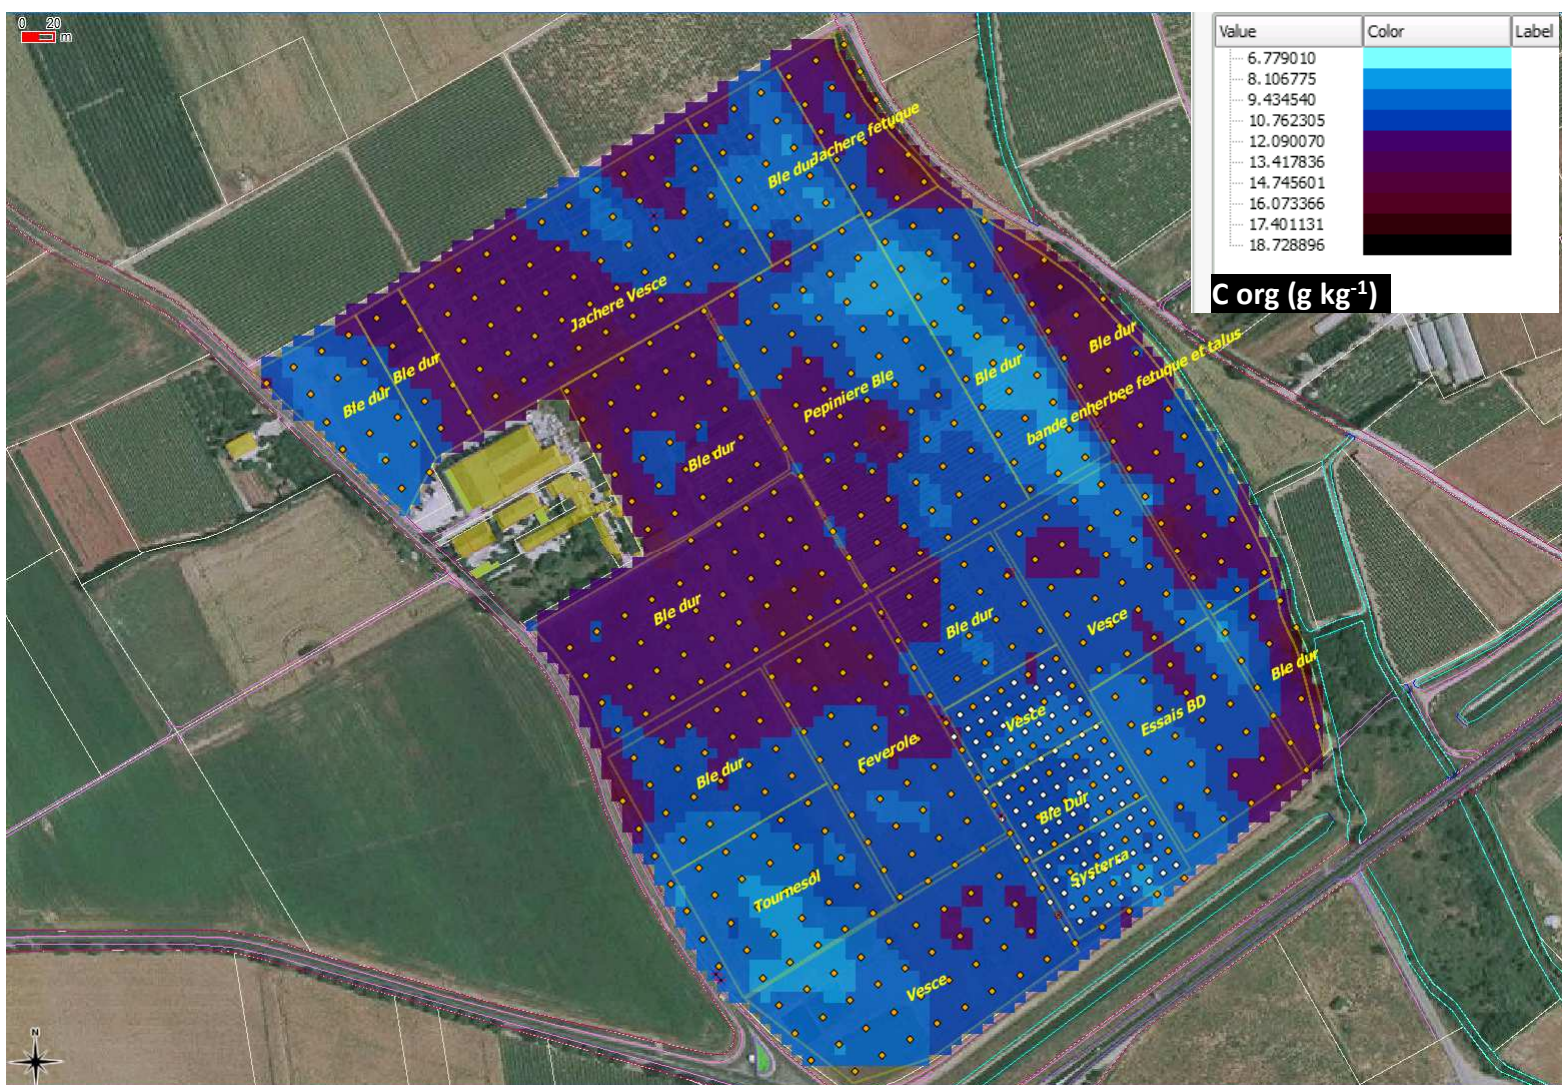 0 20
m
Value Color Label
6.779010
8.106775
9.434540
10.762305
12.090070
13.417836
14.745601
16.073366
17.401131
18.728896
C org (g kg-1)
Jachere fetuque
Ble dur
Jachere Vesce
Ble dur
Ble dur
Ble dur
Pepiniere Ble
Ble dur
bande enherbee fetuque et talus
Ble dur
Ble dur
Ble dur
Vesce
Ble dur
Essais BD
Vesce
Feverole
Ble dur
Ble Dur
Systerra
Tournesol
Vesce
N